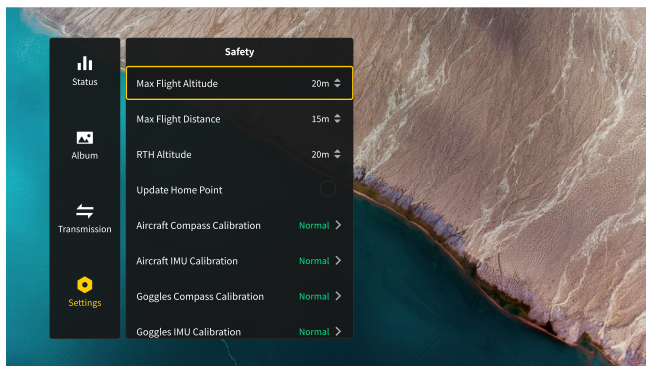 Safety
Status
Max Flight Altitude 20m
Max Flight Distance 15m
Album
RTH Altitude 20m
Update Home Point
Transmission
Aircraft Compass Calibration Normal
Aircraft IMU Calibration Normal
Settings
Goggles Compass Calibration Normal
Goggles IMU Calibration Normal